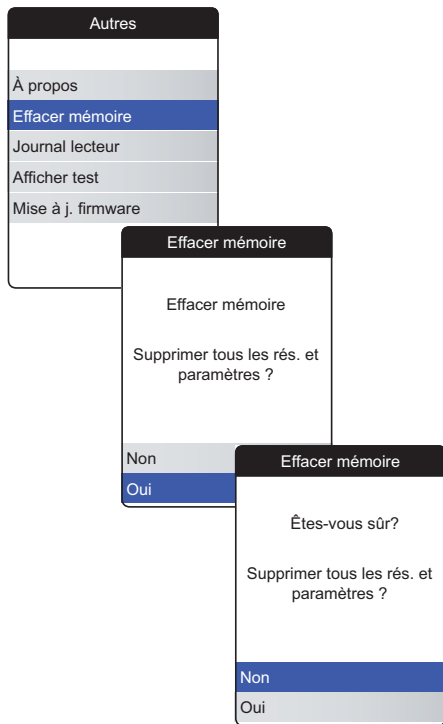 Autres
À propos
Effacer mémoire
Journal lecteur
Afficher test
Mise à j. firmware
Effacer mémoire
Effacer mémoire
Supprimer tous les rés. et
paramètres ?
Non
Oui
Effacer mémoire
Êtes-vous sûr?
Supprimer tous les rés. et
paramètres ?
Non
Oui